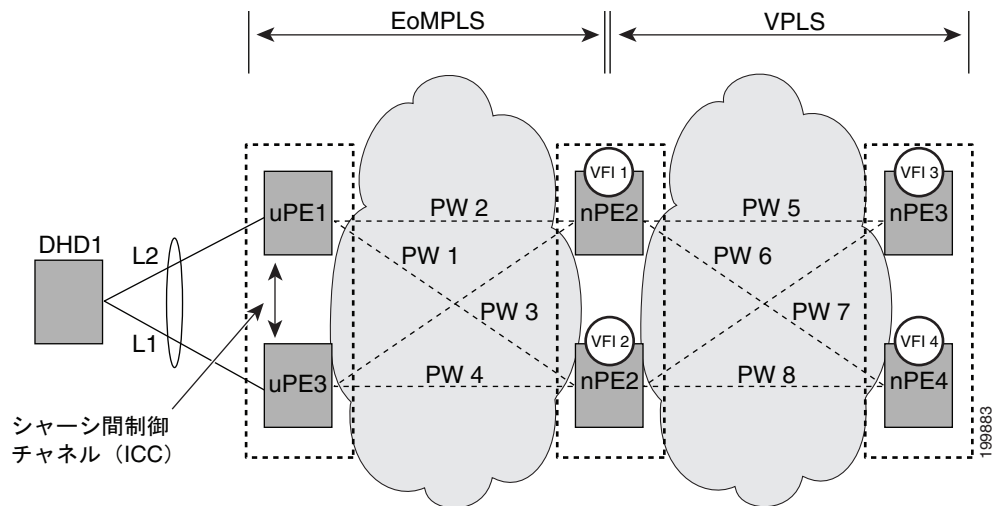 EoMPLS
VPLS
VFI 1
VFI 3
uPE1
nPE2
nPE3
PW 2
PW 5
DHD1
L2
PW 1
PW 6
PW 3
PW 7
L1
VFI 2
VFI 4
uPE3
nPE2
nPE4
PW 4
PW 8
シャーシ間制御
チャネル（ICC）
199883